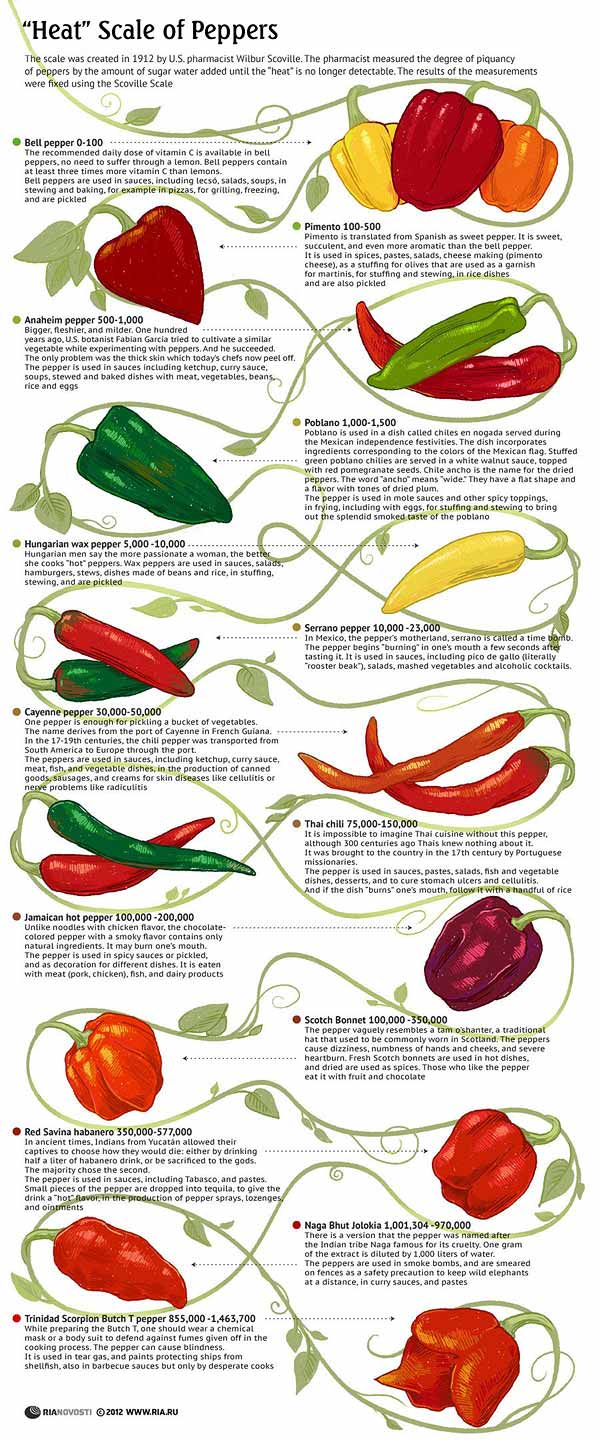 "Heat" Scale of Peppers
The scale was created in 1912 by U.S. pharmacist Wilbur Scoville. The pharmacist measured the degree of piquancy
of peppers by the amount of sugar water added until the "heat" is no longer detectable. The results of the measurements
were fixed using the Scoville Scale
Bell pepper 0-100
The recommended daily dose of vitamin C is available in bell
peppers, no need to suffer through a lemon. Bell peppers contain
at least three times more vitamin C than lemons.
Bell peppers are used in sauces, including lescó, salads, soups, in
stewing and baking, for example in pizzas, for grilling, freezing,
and are pickled
Pimento 100-500
Pimento is translated from Spanish as sweet pepper. It is sweet,
succulent, and even more aromatic than the bell pepper.
It is used in spices, pastes, salads, cheese making (pimento
cheese), as a stuffing for olives that are used as a garnish
for martinis, for stuffing and stewing, in rice dishes
and are also pickled
Anaheim pepper 500-1,000
Bigger, fleshier, and milder. One hundred
years ago, U.S. botanist Fabian García tried to cultivate a similar
vegetable while experimenting with peppers. And he succeeded.
The only problem was the thick skin which today's chefs now peel off.
The pepper is used in sauces including ketchup, curry sauce,
soups, stewed and baked dishes with meat, vegetables, beans,
rice and eggs
Poblano 1,000-1,500
Poblano is used in a dish called chiles en nogada served during
the Mexican independence festivities. The dish incorporates
ingredients corresponding to the colors of the Mexican flag. Stuffed
green poblano chilies are served in a white walnut sauce, topped
with red pomegranate seeds. Chile ancho is the name for the dried
peppers. The word "ancho" means "wide." They have a flat shape and
a flavor with tones of dried plum.
The pepper is used in mole sauces and other spicy toppings,
in frying, including with eggs, for stuffing and stewing to bring
out the splendid smoked taste of the poblano
Hungarian wax pepper 5,000 -10,000
Hungarian men say the more passionate a woman, the better
she cooks "hot" peppers. Wax peppers are used in sauces, salads,
hamburgers, stews, dishes made of beans and rice, in stuffing,
stewing, and are pickled
Serrano pepper 10,000 -23,000
In Mexico, the pepper's motherland, serrano is called a time bomb.
The pepper begins "burning" in one's mouth a few seconds after
tasting it. It is used in sauces, including pico de gallo (literally
"rooster beak"), salads, mashed vegetables and alcoholic cocktails.
Cayenne pepper 30,000-50,000
One pepper is enough for pickling a bucket of vegetables.
The name derives from the port of Cayenne in French Guiana.
In the 17-19th centuries, the chili pepper was transported from
South America to Europe through the port.
The peppers are used in sauces, including ketchup, curry sauce,
meat, fish, and vegetable dishes, in the production of canned
goods, sausages, and creams for skin diseases like cellulitis or
nerve problems like radiculitis
Thai chili 75,000-150,000
It is impossible to imagine Thai cuisine without this pepper,
although 300 centuries ago Thais knew nothing about it.
It was brought to the country in the 17th century by Portuguese
missionaries.
The pepper is used in sauces, pastes, salads, fish and vegetable
dishes, desserts, and to cure stomach ulcers and cellulitis.
And if the dish "burns" one's mouth, follow it with a handful of rice
Jamaican hot pepper 100,000 -200,000
Unlike noodles with chicken flavor, the chocolate-
colored pepper with a smoky flavor contains only
natural ingredients. It may burn one's mouth.
The pepper is used in spicy sauces or pickled,
and as decoration for different dishes. It is eaten
with meat (pork, chicken), fish, and dairy products
Scotch Bonnet 100,000 -350,000
The pepper vaguely resembles a tam o'shanter, a traditional
hat that used to be commonly worn in Scotland. The peppers
cause dizziness, numbness of hands and cheeks, and severe
heartburn. Fresh Scotch bonnets are used in hot dishes,
and dried are used as spices. Those who like the pepper
eat it with fruit and chocolate
Red Savina habanero 350,000-577,000
In ancient times, Indians from Yucatán allowed their
captives to choose how they would die: either by drinking
half a liter of habanero drink, or be sacrificed to the gods.
The majority chose the second.
The pepper is used in sauces, including Tabasco, and pastes.
Small pieces of the pepper are dropped into tequila, to give the
drink a "hot" flavor, in the production of pepper sprays, lozenges,
and ointments
Naga Bhut Jolokia 1,001,304 -970,000
There is a version that the pepper was named after
the Indian tribe Naga famous for its cruelty. One gram
of the extract is diluted by 1,000 liters of water.
The peppers are used in smoke bombs, and are smeared
on fences as a safety precaution to keep wild elephants
at a distance, in curry sauces, and pastes
Trinidad Scorpion Butch T pepper 855,000 -1,463,700
While preparing the Butch T, one should wear a chemical
mask or a body suit to defend against fumes given off in the
cooking process. The pepper can cause blindness.
It is used in tear gas, and paints protecting ships from
shellfish, also in barbecue sauces but only by desperate cooks
RIANOVOSTI © 2012 WWW.RIA.RU